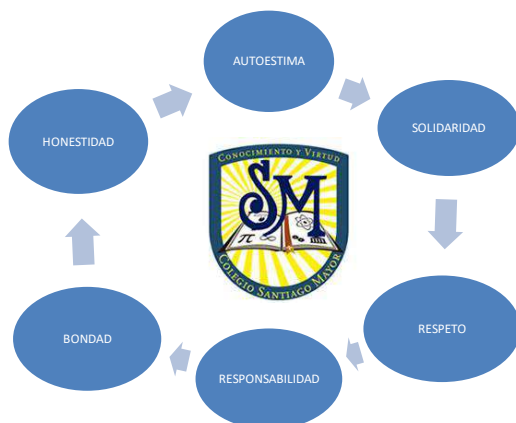 AUTOESTIMA
SOLIDARIDAD
RESPETO
RESPONSABILIDAD
BONDAD
HONESTIDAD
CONOCIMIENTO Y VIRTUD
SM
π ∞
COLEGIO SANTIAGO MAYOR